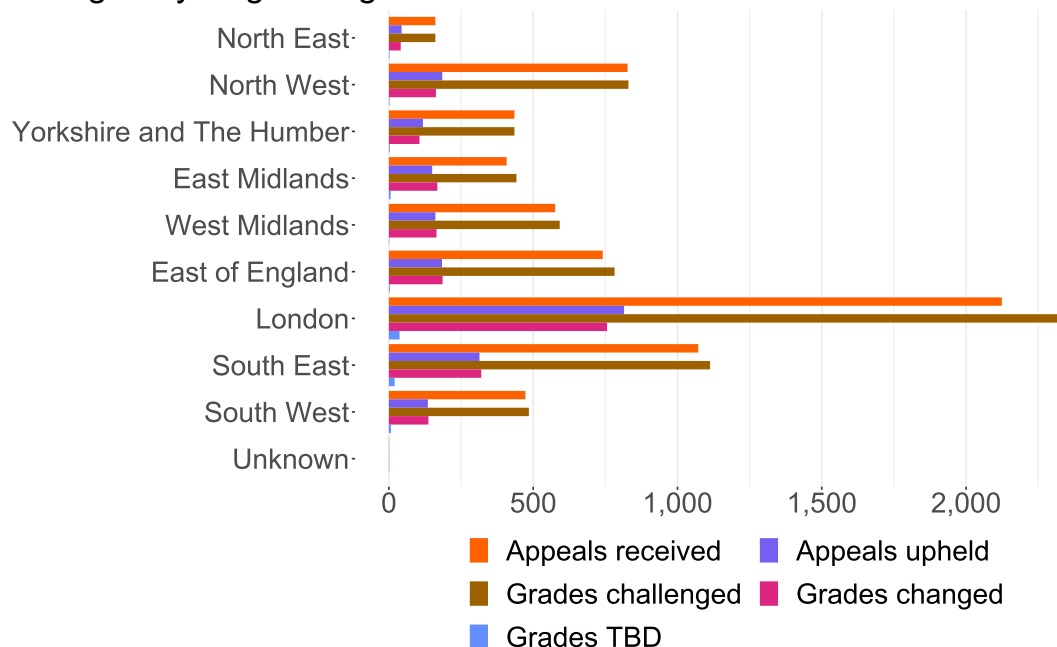 North East
North West
Yorkshire and The Humber
East Midlands
West Midlands
East of England
London
South East
South West
Unknown
0 500 1,000 1,500 2,000
Appeals received Appeals upheld
Grades challenged Grades changed
Grades TBD